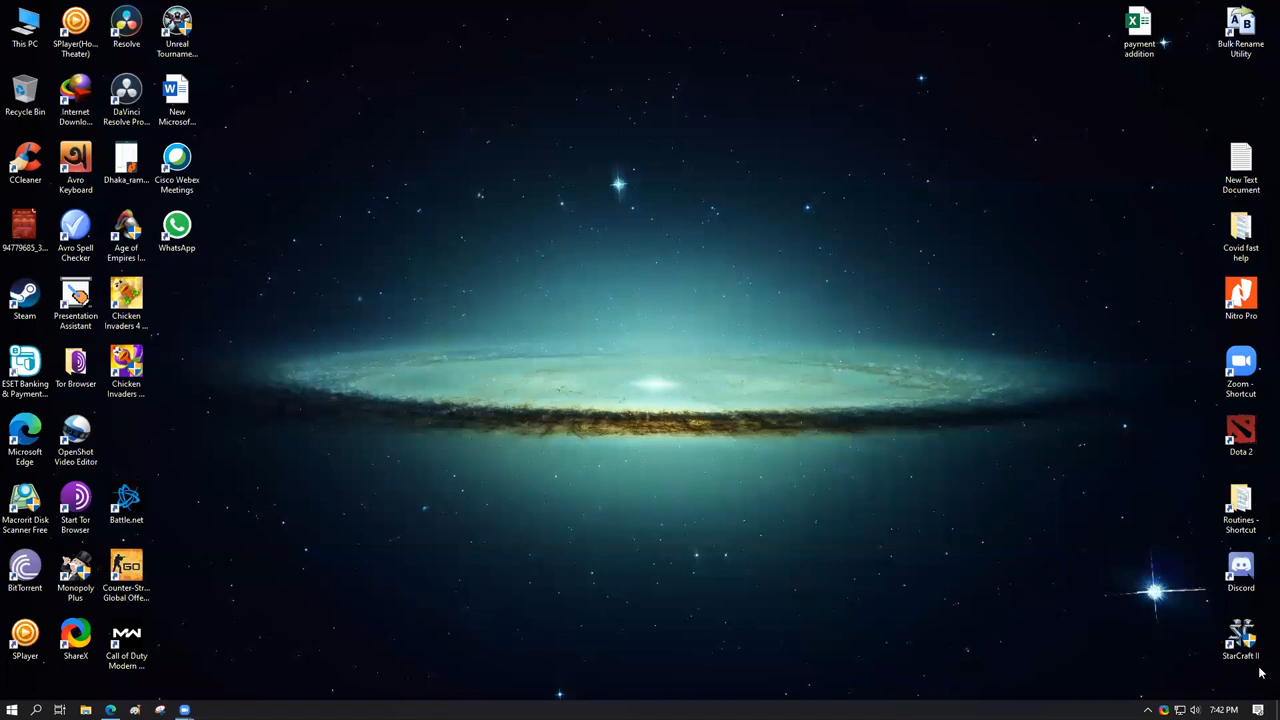 This PC
SPlayer(Ho...
Theater)
Resolve
Unreal
Tourname...
Recycle Bin
Internet
Downlo...
DaVinci
Resolve Pro...
New
Microsof...
CCleaner
Avro
Keyboard
Dhaka_ram...
Cisco Webex
Meetings
94779685_3...
Avro Spell
Checker
Age of
Empires I...
WhatsApp
Steam
Presentation
Assistant
Chicken
Invaders 4 ...
ESET Banking
& Payment...
Tor Browser
Chicken
Invaders ...
Microsoft
Edge
OpenShot
Video Editor
Macrorit Disk
Scanner Free
Start Tor
Browser
Battle.net
BitTorrent
Monopoly
Plus
GO
Counter-Str...
Global Offe...
SPlayer
ShareX
MW
Call of Duty
Modern ...
payment
addition
A
B
Bulk Rename
Utility
New Text
Document
Covid fast
help
Nitro Pro
Zoom -
Shortcut
Dota 2
Routines -
Shortcut
Discord
StarCraft II
7:42 PM